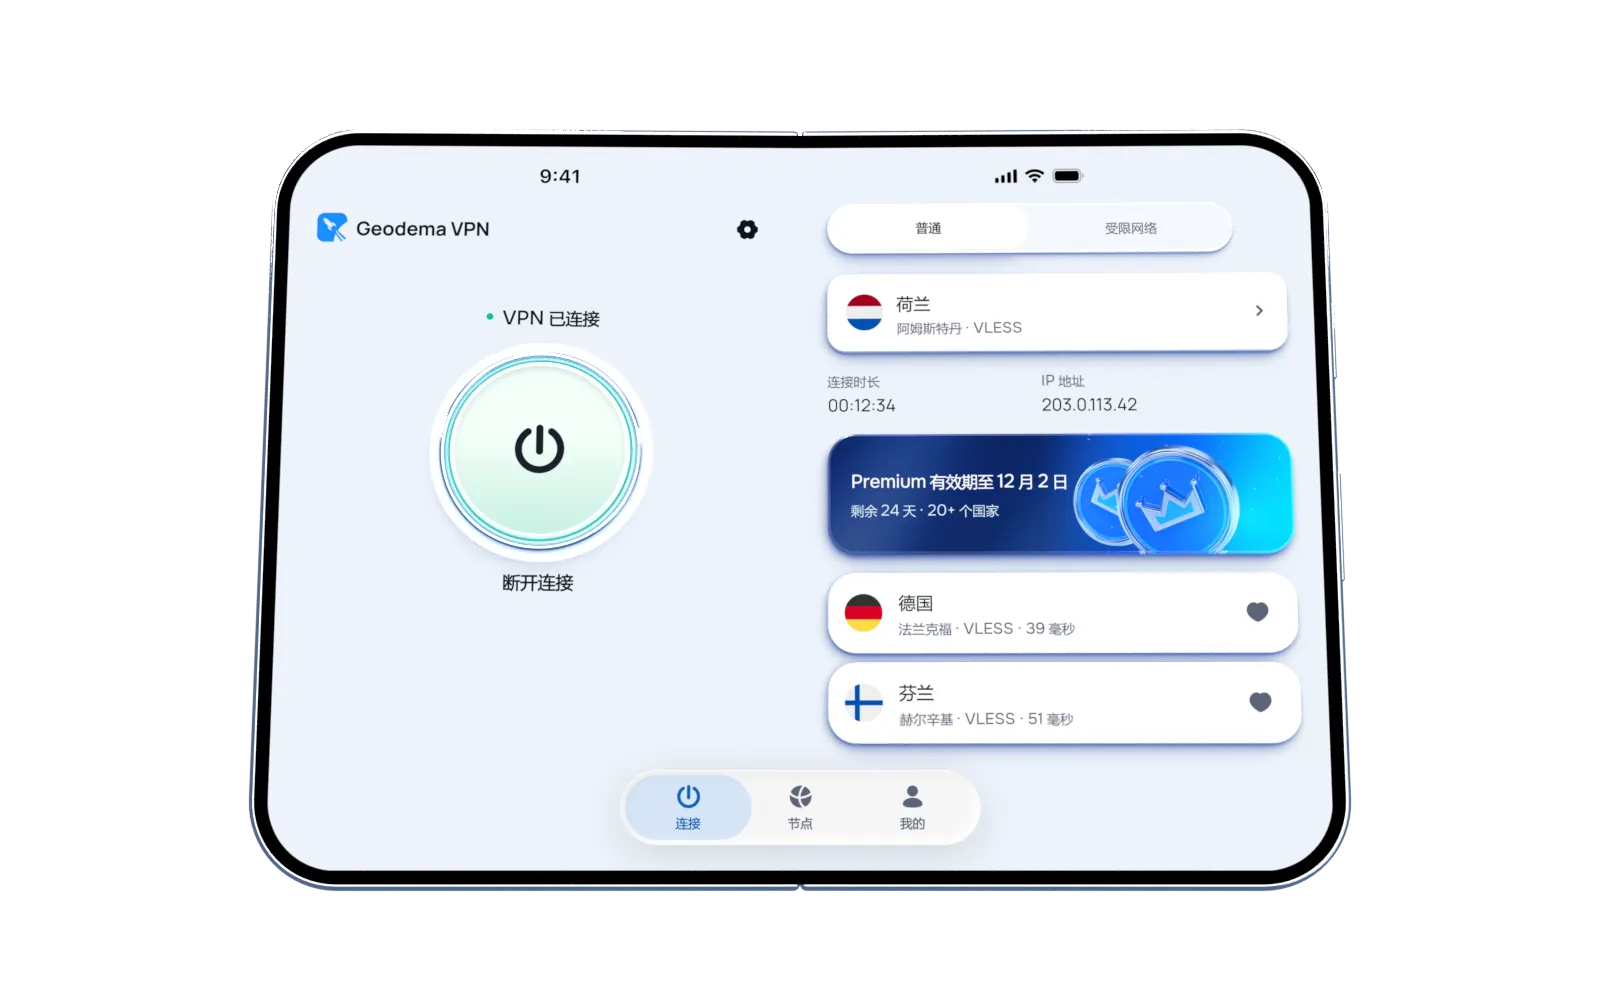 9:41
Geodema VPN
VPN 已连接
断开连接
普通
受限网络
荷兰
阿姆斯特丹 · VLESS
连接时长
00:12:34
IP 地址
203.0.113.42
Premium 有效期至 12 月 2 日
剩余 24 天 · 20+ 个国家
德国
法兰克福 · VLESS · 39 毫秒
芬兰
赫尔辛基 · VLESS · 51 毫秒
连接
节点
我的